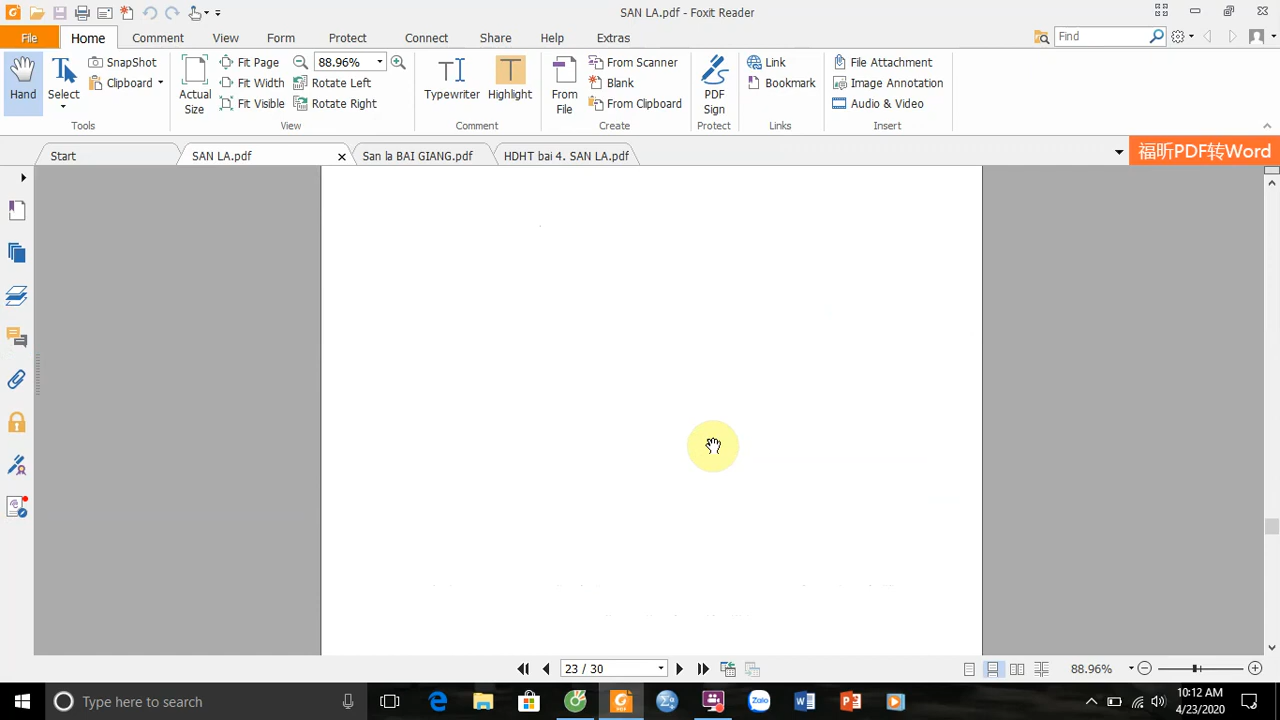 SAN LA.pdf - Foxit Reader
File Home Comment View Form Protect Connect Share Help Extras Find
Hand Select SnapShot Clipboard Actual Size Fit Page Fit Width Fit Visible 88.96% Rotate Left Rotate Right Typewriter Highlight From File From Scanner Blank From Clipboard PDF Sign Link Bookmark File Attachment Image Annotation Audio & Video
Tools View Comment Create Protect Links Insert
Start SAN LA.pdf San la BAI GIANG.pdf HDHT bai 4. SAN LA.pdf 福昕PDF转Word
23 / 30 88.96%
Type here to search Zalo 10:12 AM
4/23/2020